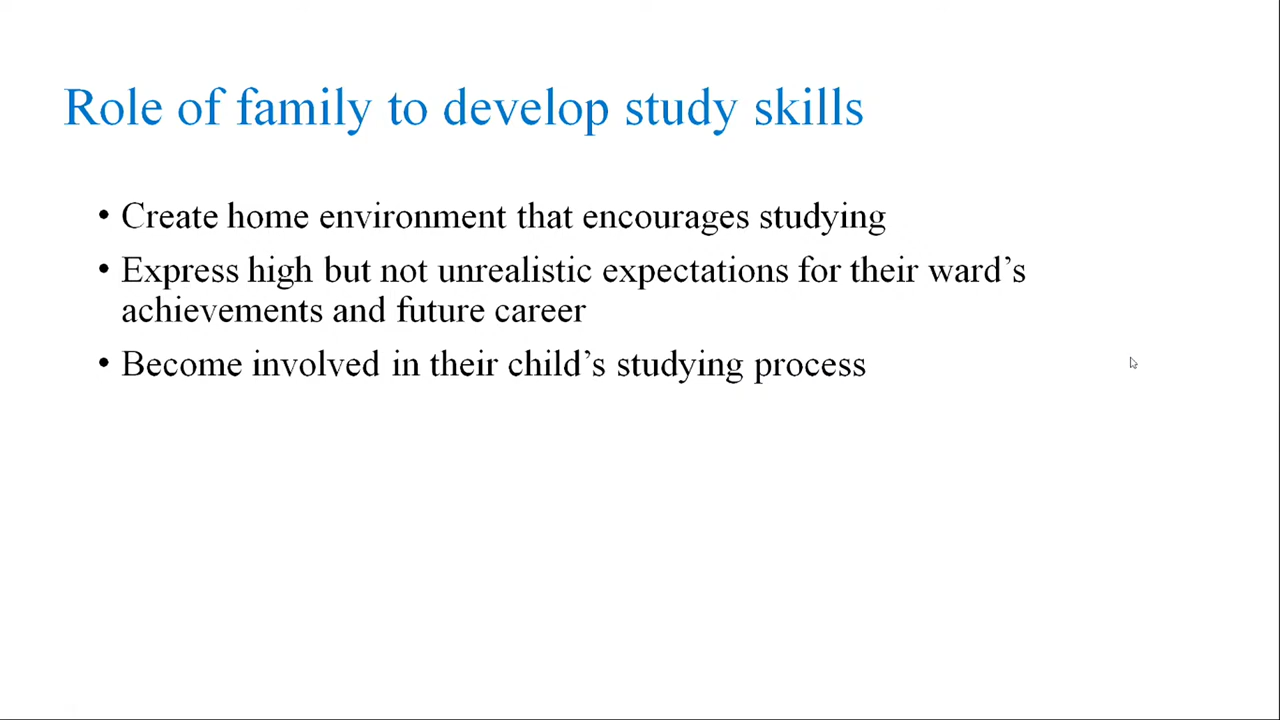 Role of family to develop study skills
• Create home environment that encourages studying
• Express high but not unrealistic expectations for their ward’s
achievements and future career
• Become involved in their child’s studying process